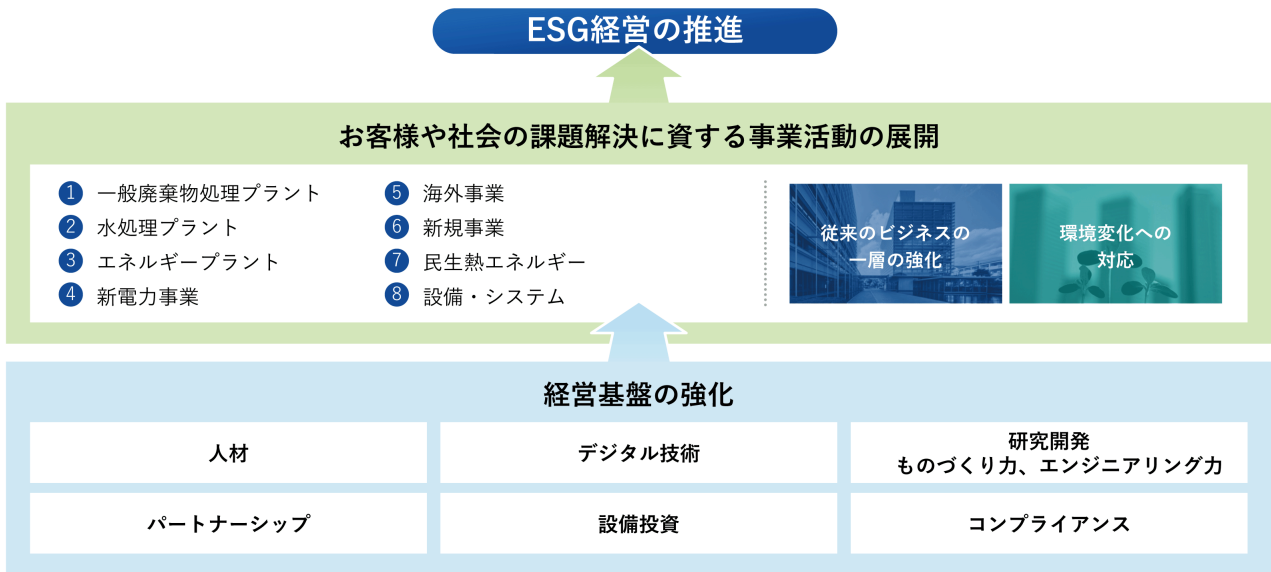 ESG経営の推進
お客様や社会の課題解決に資する事業活動の展開
1 一般廃棄物処理プラント
2 水処理プラント
3 エネルギープラント
4 新電力事業
5 海外事業
6 新規事業
7 民生熱エネルギー
8 設備・システム
従来のビジネスの
一層の強化
環境変化への
対応
経営基盤の強化
人材
デジタル技術
研究開発
ものづくり力、エンジニアリング力
パートナーシップ
設備投資
コンプライアンス